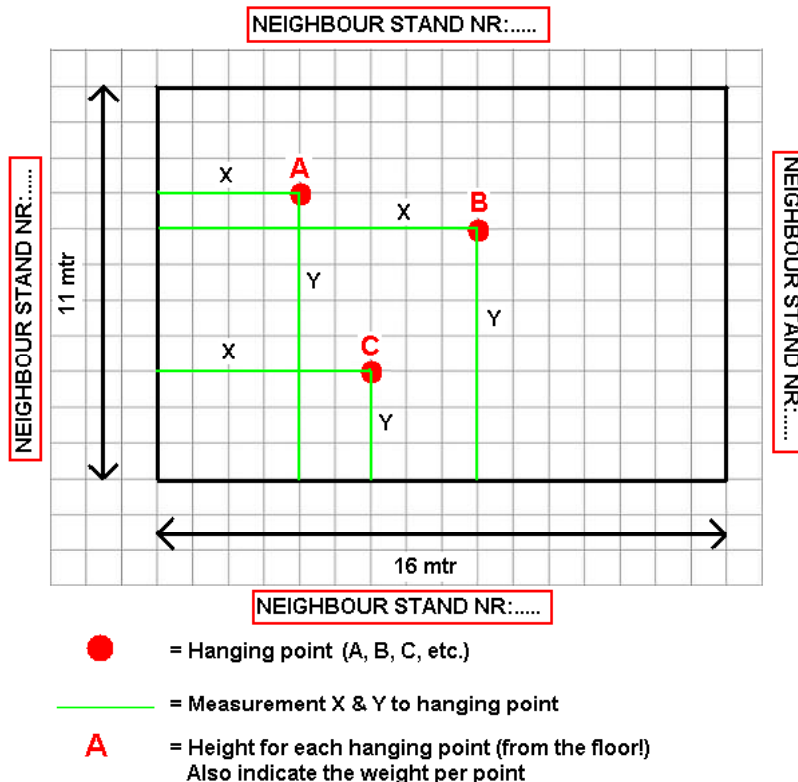 NEIGHBOUR STAND NR:.....
NEIGHBOUR STAND NR:.....
11 mtr
X
A
X
B
Y
Y
X
C
Y
NEIGHBOUR STAND NR:.....
16 mtr
NEIGHBOUR STAND NR:.....
= Hanging point (A, B, C, etc.)
= Measurement X & Y to hanging point
A = Height for each hanging point (from the floor!)
Also indicate the weight per point